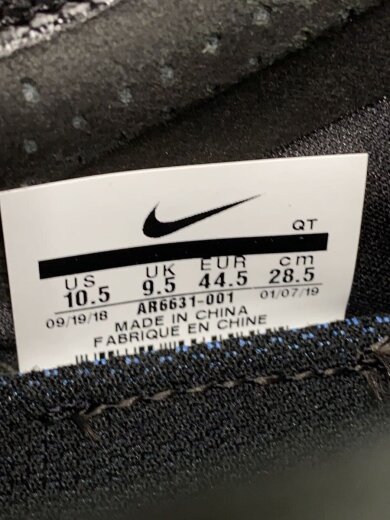 QT
US UK EUR cm
10.5 9.5 44.5 28.5
09/19/18 AR6631-001 01/07/19
MADE IN CHINA
FABRIQUE EN CHINE